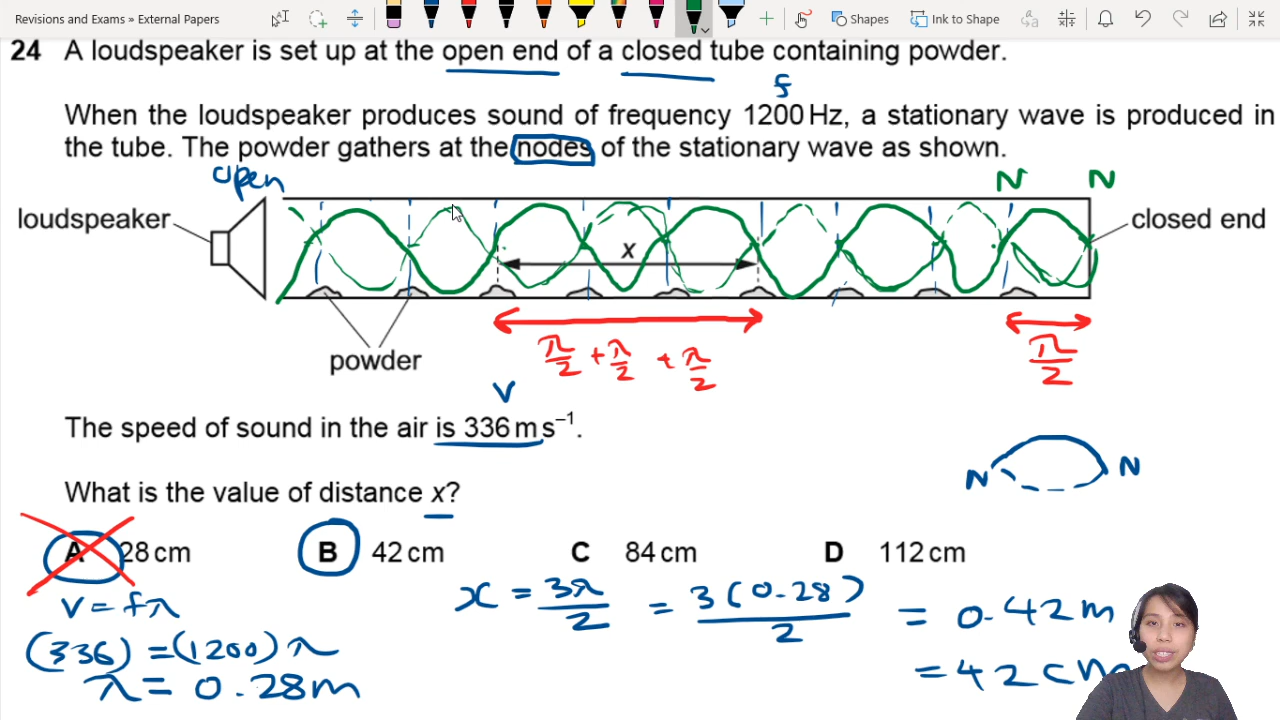 Revisions and Exams » External Papers
Shapes
Ink to Shape
24 A loudspeaker is set up at the open end of a closed tube containing powder.
f
When the loudspeaker produces sound of frequency 1200 Hz, a stationary wave is produced in
the tube. The powder gathers at the nodes of the stationary wave as shown.
open
N N
loudspeaker
x
closed end
powder
λ/2 + λ/2 + λ/2
λ/2
v
The speed of sound in the air is 336 m s⁻¹.
N N
What is the value of distance x?
A 28 cm B 42 cm C 84 cm D 112 cm
v = fλ
(336) = (1200) λ
λ = 0.28m
x = 3λ/2 = 3(0.28)/2 = 0.42m
= 42cm